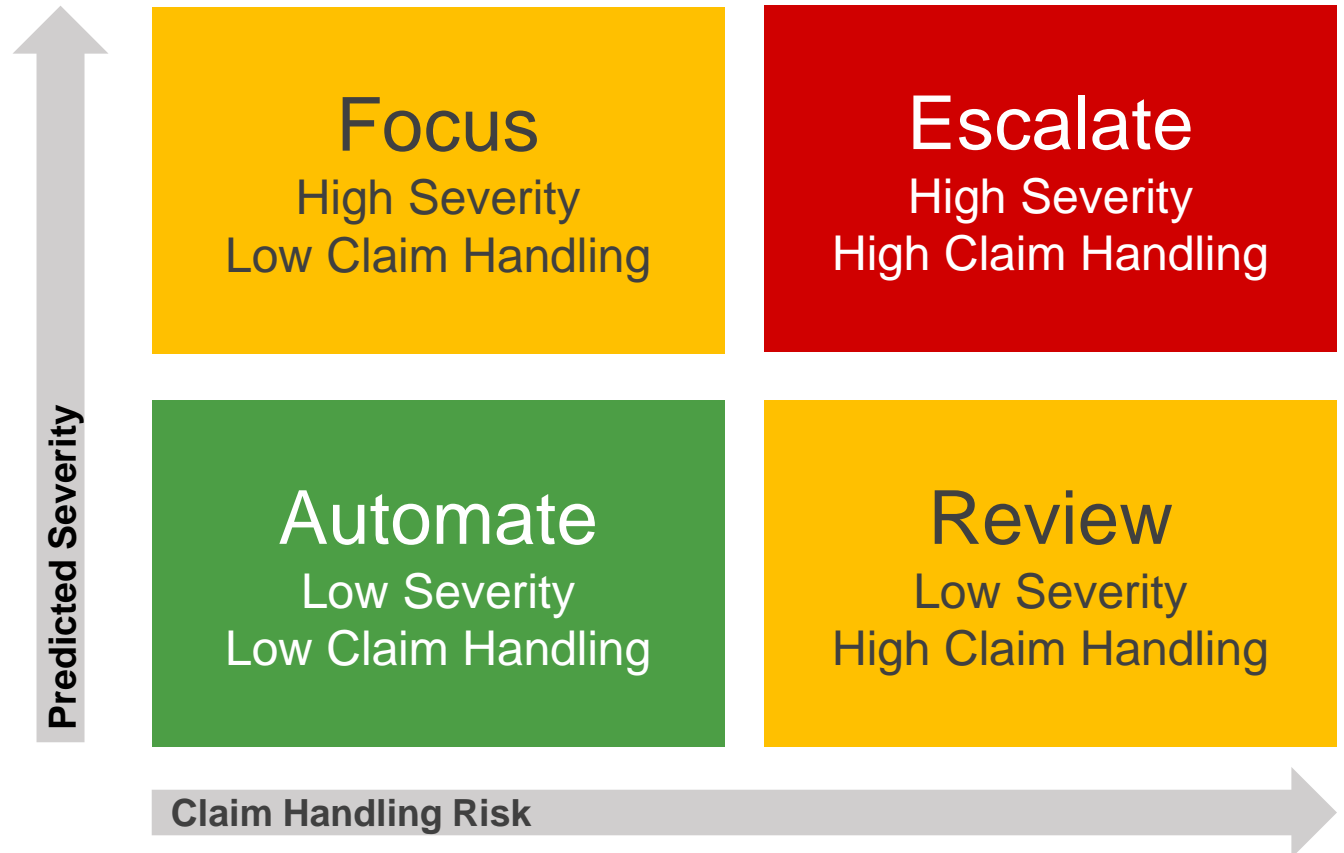 Predicted Severity
Focus
High Severity
Low Claim Handling
Escalate
High Severity
High Claim Handling
Automate
Low Severity
Low Claim Handling
Review
Low Severity
High Claim Handling
Claim Handling Risk